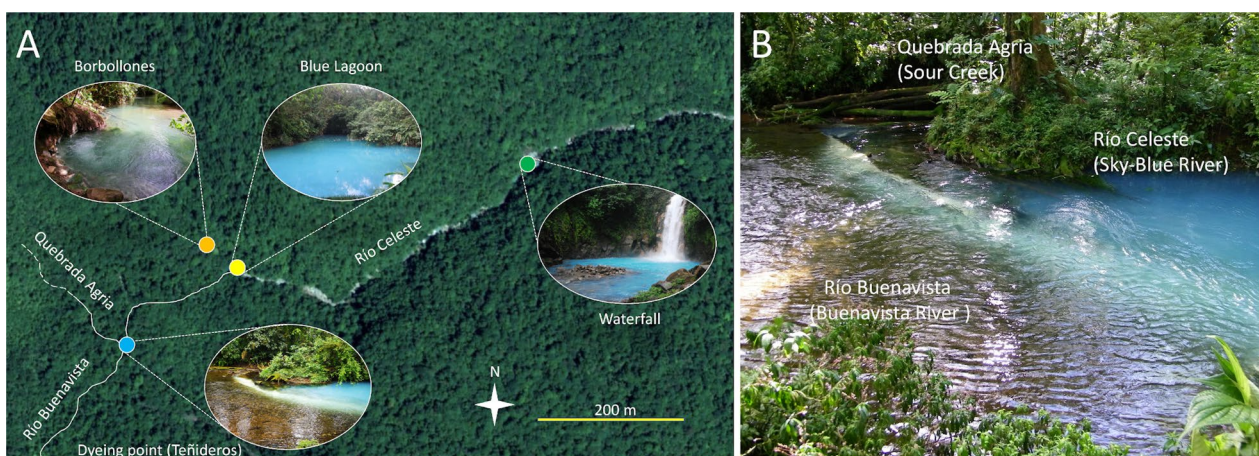 A
Borbollones
Blue Lagoon
Quebrada Agria
Río Celeste
Waterfall
Río Buenavista
N
200 m
Dyeing point (Teñideros)
B
Quebrada Agria
(Sour Creek)
Río Celeste
(Sky-Blue River)
Río Buenavista
(Buenavista River )